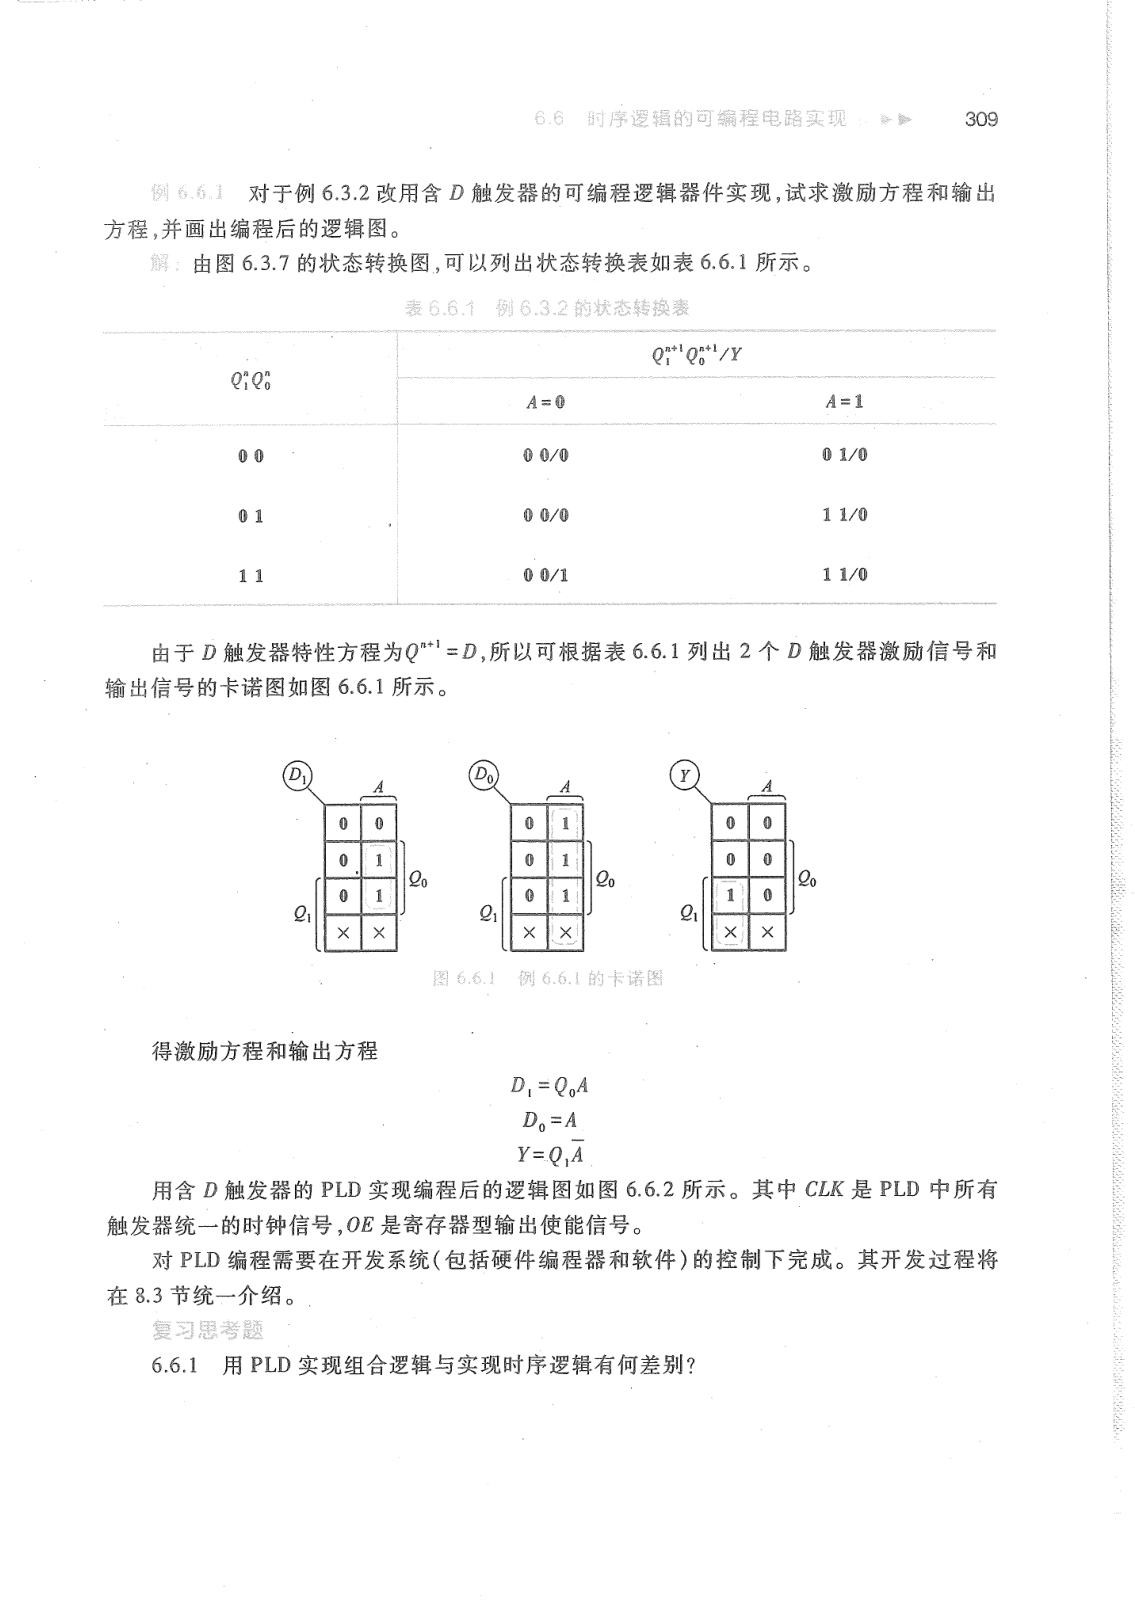 6.6 时序逻辑的可编程电路实现 309
例 6.6.1 对于例 6.3.2 改用含 D 触发器的可编程逻辑器件实现,试求激励方程和输出
方程,并画出编程后的逻辑图。
解: 由图 6.3.7 的状态转换图,可以列出状态转换表如表 6.6.1 所示。
表 6.6.1 例 6.3.2 的状态转换表
Q₁ⁿ⁺¹Q₀ⁿ⁺¹/Y
Q₁ⁿQ₀ⁿ
A=0 A=1
0 0 0 0/0 0 1/0
0 1 0 0/0 1 1/0
1 1 0 0/1 1 1/0
由于 D 触发器特性方程为Qⁿ⁺¹=D,所以可根据表 6.6.1 列出 2 个 D 触发器激励信号和
输出信号的卡诺图如图 6.6.1 所示。
D₁ D₀ Y
A A A
0 0 0 1 0 0
0 1 0 1 0 0
Q₀ Q₀ Q₀
0 1 0 1 1 0
Q₁ Q₁ Q₁
× × × × × ×
图 6.6.1 例 6.6.1 的卡诺图
得激励方程和输出方程
D₁=Q₀A
D₀=A
Y=Q₁A̅
用含 D 触发器的 PLD 实现编程后的逻辑图如图 6.6.2 所示。其中 CLK 是 PLD 中所有
触发器统一的时钟信号,OE 是寄存器型输出使能信号。
对 PLD 编程需要在开发系统(包括硬件编程器和软件)的控制下完成。其开发过程将
在 8.3 节统一介绍。
复习思考题
6.6.1 用 PLD 实现组合逻辑与实现时序逻辑有何差别?